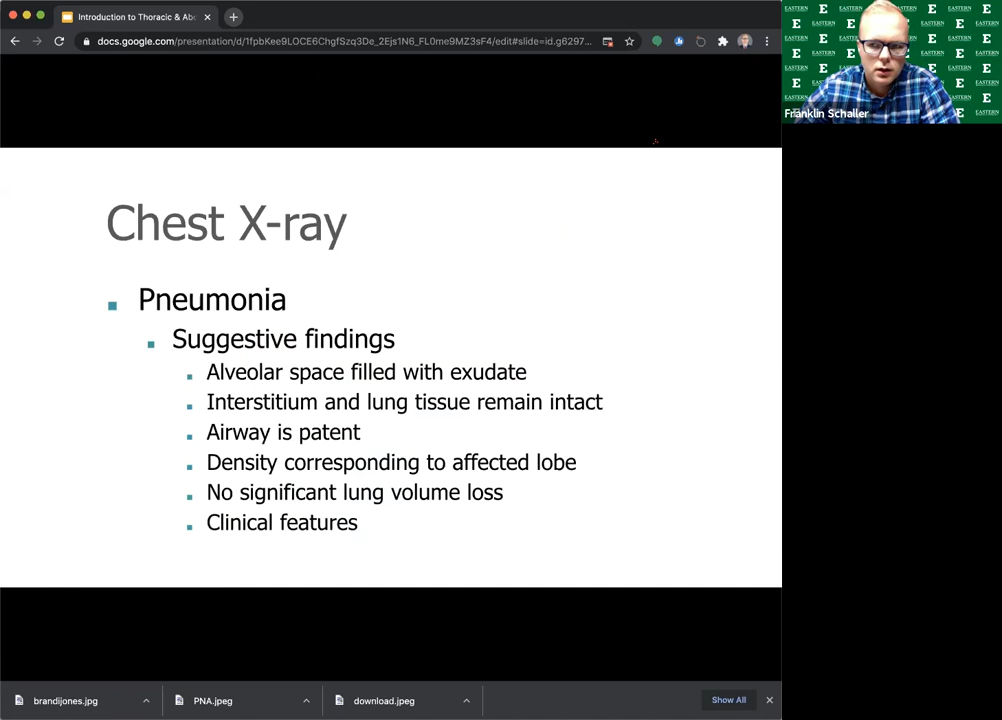 Introduction to Thoracic & Abd
docs.google.com/presentation/d/1fpbKee9LOCE6ChgfSzq3De_2Ejs1N6_FL0me9MZ3sF4/edit#slide=id.g6297...
EASTERN
E
Franklin Schaller
Chest X-ray
Pneumonia
Suggestive findings
Alveolar space filled with exudate
Interstitium and lung tissue remain intact
Airway is patent
Density corresponding to affected lobe
No significant lung volume loss
Clinical features
brandijones.jpg
PNA.jpeg
download.jpeg
Show All